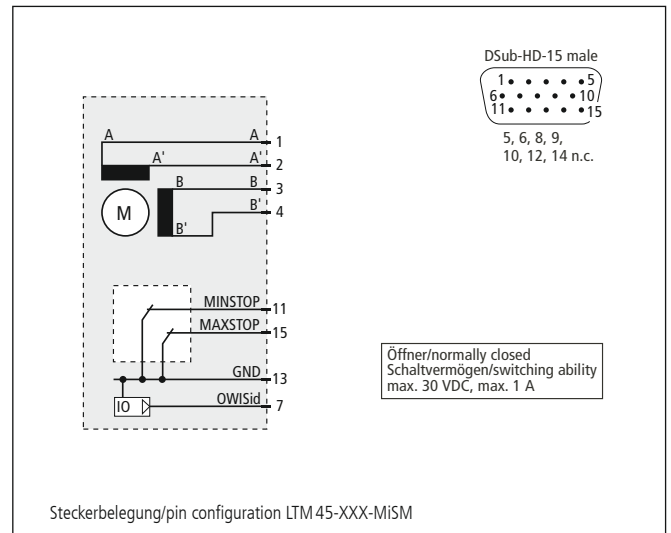 DSub-HD-15 male
1 5
6 10
11 15
5, 6, 8, 9,
10, 12, 14 n.c.
A A 1
A' A' 2
B B 3
M
B' B' 4
MINSTOP 11
MAXSTOP 15
GND 13
IO OWISid 7
Öffner/normally closed
Schaltvermögen/switching ability
max. 30 VDC, max. 1 A
Steckerbelegung/pin configuration LTM 45-XXX-MiSM